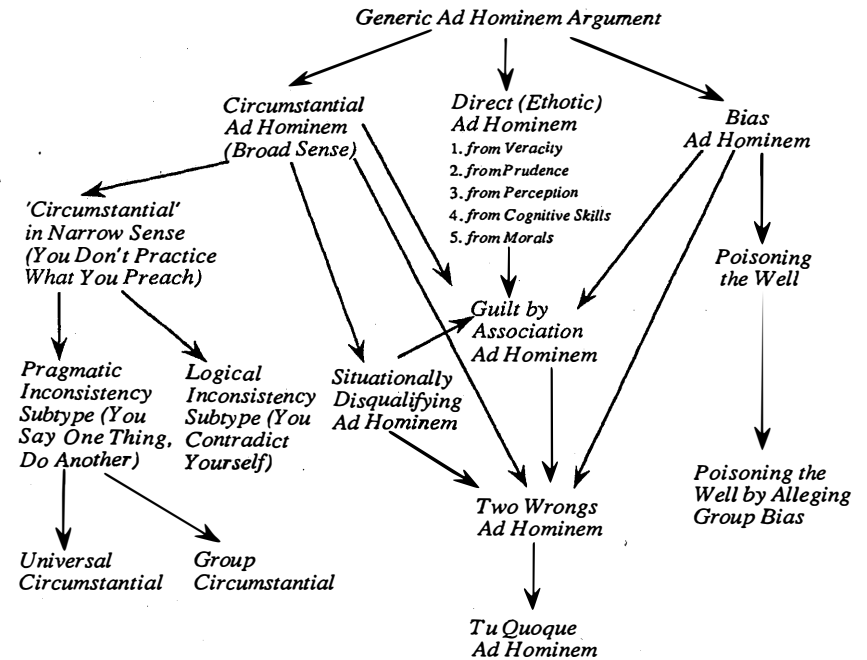 Generic Ad Hominem Argument
Circumstantial
Ad Hominem
(Broad Sense)
Direct (Ethotic)
Ad Hominem
1. from Veracity
2. from Prudence
3. from Perception
4. from Cognitive Skills
5. from Morals
Bias
Ad Hominem
'Circumstantial'
in Narrow Sense
(You Don't Practice
What You Preach)
Poisoning
the Well
Guilt by
Association
Ad Hominem
Pragmatic
Inconsistency
Subtype (You
Say One Thing,
Do Another)
Logical
Inconsistency
Subtype (You
Contradict
Yourself)
Situationally
Disqualifying
Ad Hominem
Poisoning the
Well by Alleging
Group Bias
Two Wrongs
Ad Hominem
Universal
Circumstantial
Group
Circumstantial
Tu Quoque
Ad Hominem